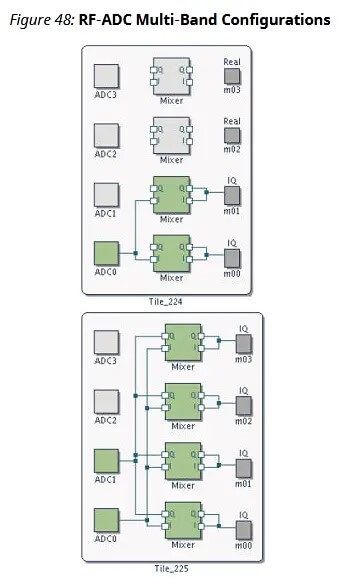 Figure 48: RF-ADC Multi-Band Configurations
ADC3
Q
I
Q
I
Mixer
Real
m03
ADC2
Q
I
Q
I
Mixer
Real
m02
ADC1
Q
I
Q
I
Mixer
IQ
m01
ADC0
Q
I
Q
I
Mixer
IQ
m00
Tile_224
ADC3
Q
I
Q
I
Mixer
IQ
m03
ADC2
Q
I
Q
I
Mixer
IQ
m02
ADC1
Q
I
Q
I
Mixer
IQ
m01
ADC0
Q
I
Q
I
Mixer
IQ
m00
Tile_225